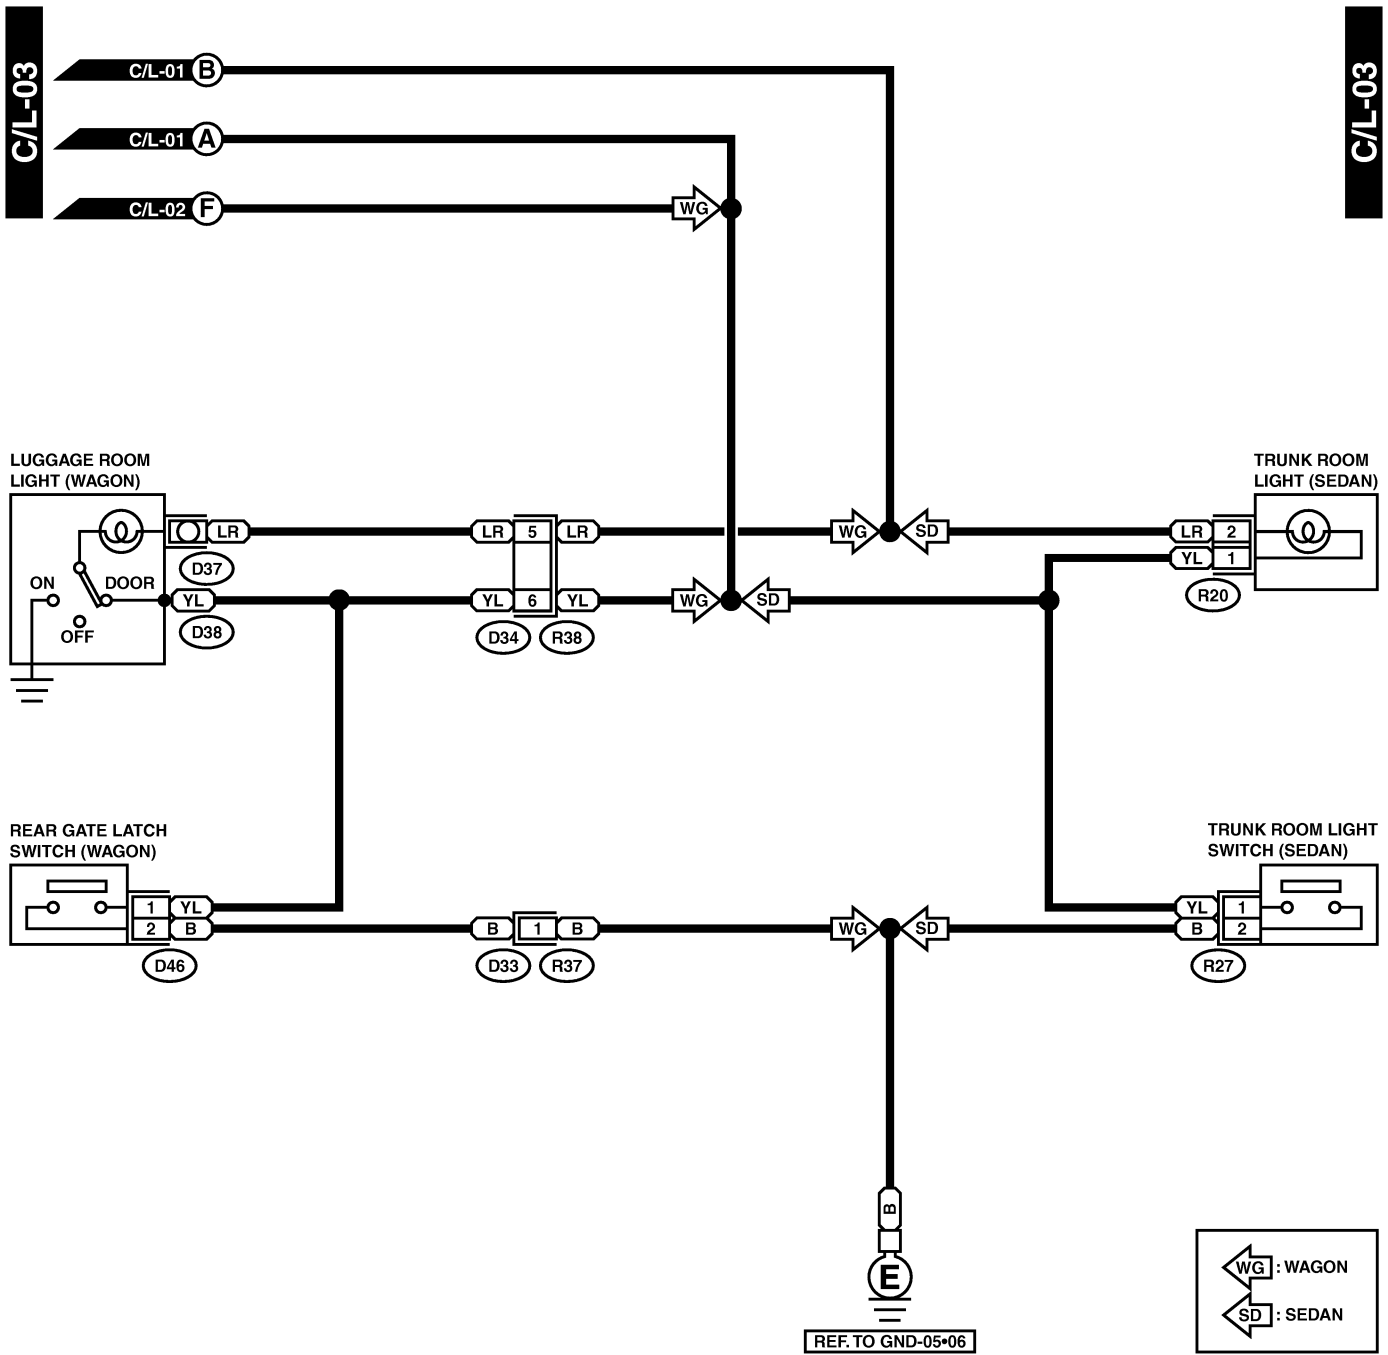 C/L-03
C/L-03
C/L-01 B
C/L-01 A
C/L-02 F
WG
LUGGAGE ROOM
LIGHT (WAGON)
TRUNK ROOM
LIGHT (SEDAN)
LR
LR 5 LR
WG
SD
LR 2
YL 1
D37
R20
ON
DOOR
OFF
YL
YL 6 YL
WG
SD
D38
D34
R38
REAR GATE LATCH
SWITCH (WAGON)
TRUNK ROOM LIGHT
SWITCH (SEDAN)
1 YL
2 B
B 1 B
WG
SD
YL 1
B 2
D46
D33
R37
R27
B
E
REF. TO GND-05•06
WG : WAGON
SD : SEDAN